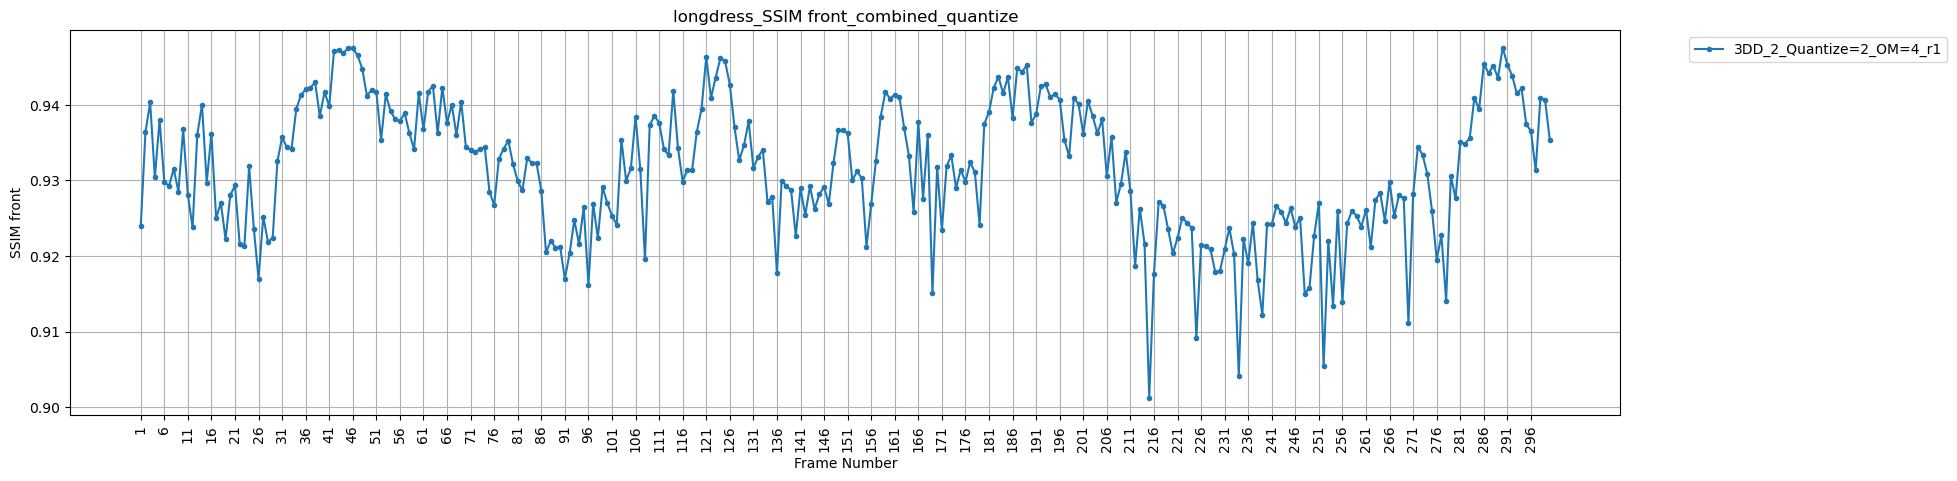 longdress_SSIM front_combined_quantize
3DD_2_Quantize=2_OM=4_r1
SSIM front
0.94
0.93
0.92
0.91
0.90
1 6 11 16 21 26 31 36 41 46 51 56 61 66 71 76 81 86 91 96 101 106 111 116 121 126 131 136 141 146 151 156 161 166 171 176 181 186 191 196 201 206 211 216 221 226 231 236 241 246 251 256 261 266 271 276 281 286 291 296
Frame Number